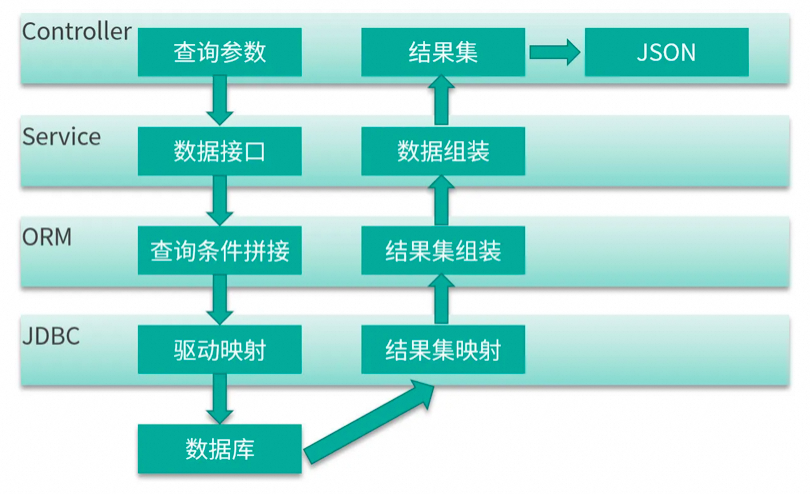 Controller
查询参数
结果集
JSON
Service
数据接口
数据组装
ORM
查询条件拼接
结果集组装
JDBC
驱动映射
结果集映射
数据库